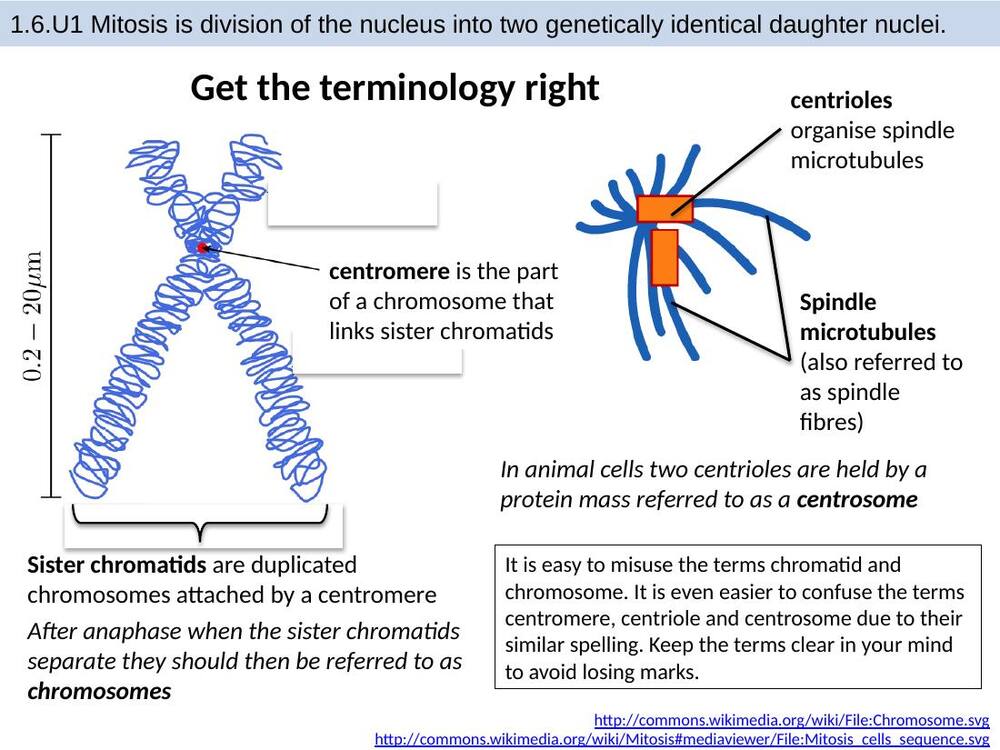 1.6.U1 Mitosis is division of the nucleus into two genetically identical daughter nuclei.
Get the terminology right
centrioles
organise spindle
microtubules
0.2 − 20μm
centromere is the part
of a chromosome that
links sister chromatids
Spindle
microtubules
(also referred to
as spindle
fibres)
In animal cells two centrioles are held by a
protein mass referred to as a centrosome
Sister chromatids are duplicated
chromosomes attached by a centromere
After anaphase when the sister chromatids
separate they should then be referred to as
chromosomes
It is easy to misuse the terms chromatid and
chromosome. It is even easier to confuse the terms
centromere, centriole and centrosome due to their
similar spelling. Keep the terms clear in your mind
to avoid losing marks.
http://commons.wikimedia.org/wiki/File:Chromosome.svg
http://commons.wikimedia.org/wiki/Mitosis#mediaviewer/File:Mitosis_cells_sequence.svg